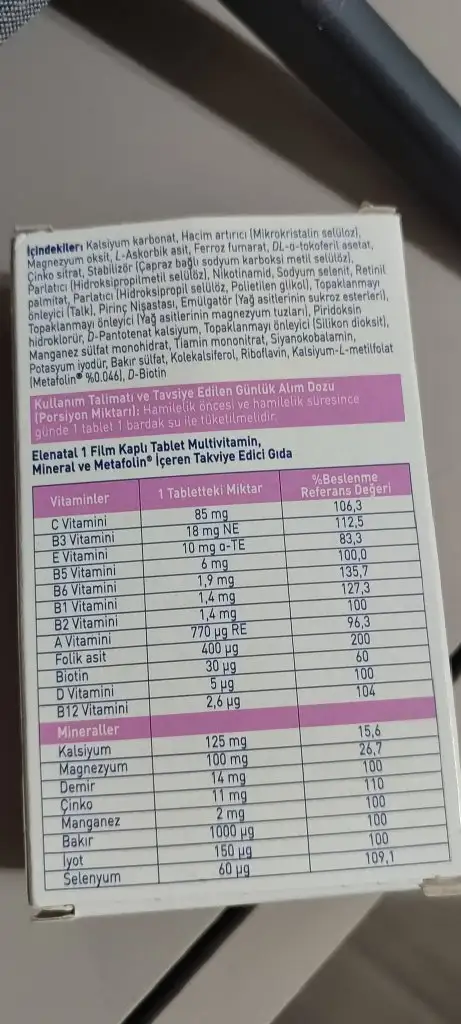 İçindekiler: Kalsiyum karbonat, Hacim artırıcı (Mikrokristalin selüloz),
Magnezyum oksit, L-Askorbik asit, Ferroz fumarat, DL-α-tokoferil asetat,
Çinko sitrat, Stabilizör (Çapraz bağlı sodyum karboksi metil selüloz),
Parlatıcı (Hidroksipropilmetil selüloz), Nikotinamid, Sodyum selenit, Retinil
palmitat, Parlatıcı (Hidroksipropil selüloz, Polietilen glikol), Topaklanmayı
önleyici (Talk), Pirinç Nişastası, Emülgatör (Yağ asitlerinin sukroz esterleri),
Topaklanmayı önleyici (Yağ asitlerinin magnezyum tuzları), Piridoksin
hidroklorür, D-Pantotenat kalsiyum, Topaklanmayı önleyici (Silikon dioksit),
Manganez sülfat monohidrat, Tiamin mononitrat, Siyanokobalamin,
Potasyum iyodür, Bakır sülfat, Kolekalsiferol, Riboflavin, Kalsiyum-L-metilfolat
(Metafolin® %0.046), D-Biotin
Kullanım Talimatı ve Tavsiye Edilen Günlük Alım Dozu
(Porsiyon Miktarı): Hamilelik öncesi ve hamilelik süresince
günde 1 tablet 1 bardak su ile tüketilmelidir.
Elenatal 1 Film Kaplı Tablet Multivitamin,
Mineral ve Metafolin® İçeren Takviye Edici Gıda
Vitaminler 1 Tabletteki Miktar %Beslenme Referans Değeri
C Vitamini 85 mg 106,3
B3 Vitamini 18 mg NE 112,5
E Vitamini 10 mg α-TE 83,3
B5 Vitamini 6 mg 100,0
B6 Vitamini 1,9 mg 135,7
B1 Vitamini 1,4 mg 127,3
B2 Vitamini 1,4 mg 100
A Vitamini 770 µg RE 96,3
Folik asit 400 µg 200
Biotin 30 µg 60
D Vitamini 5 µg 100
B12 Vitamini 2,6 µg 104
Mineraller
Kalsiyum 125 mg 15,6
Magnezyum 100 mg 26,7
Demir 14 mg 100
Çinko 11 mg 110
Manganez 2 mg 100
Bakır 1000 µg 100
İyot 150 µg 100
Selenyum 60 µg 109,1